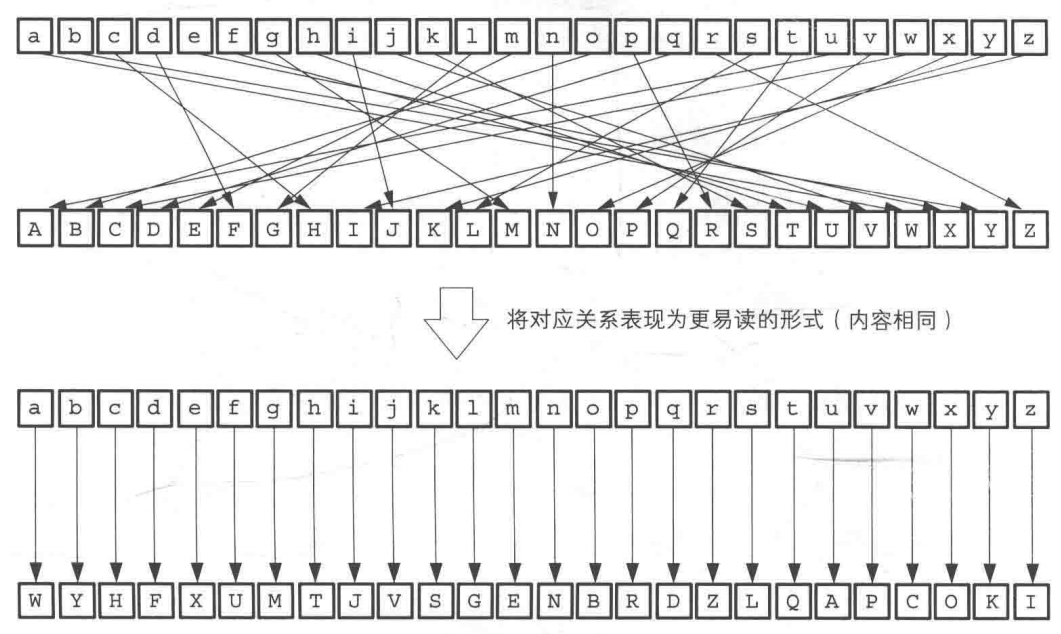 a b c d e f g h i j k l m n o p q r s t u v w x y z
A B C D E F G H I J K L M N O P Q R S T U V W X Y Z
将对应关系表现为更易读的形式（内容相同）
a b c d e f g h i j k l m n o p q r s t u v w x y z
W Y H F X U M T J V S G E N B R D Z L Q A P C O K I